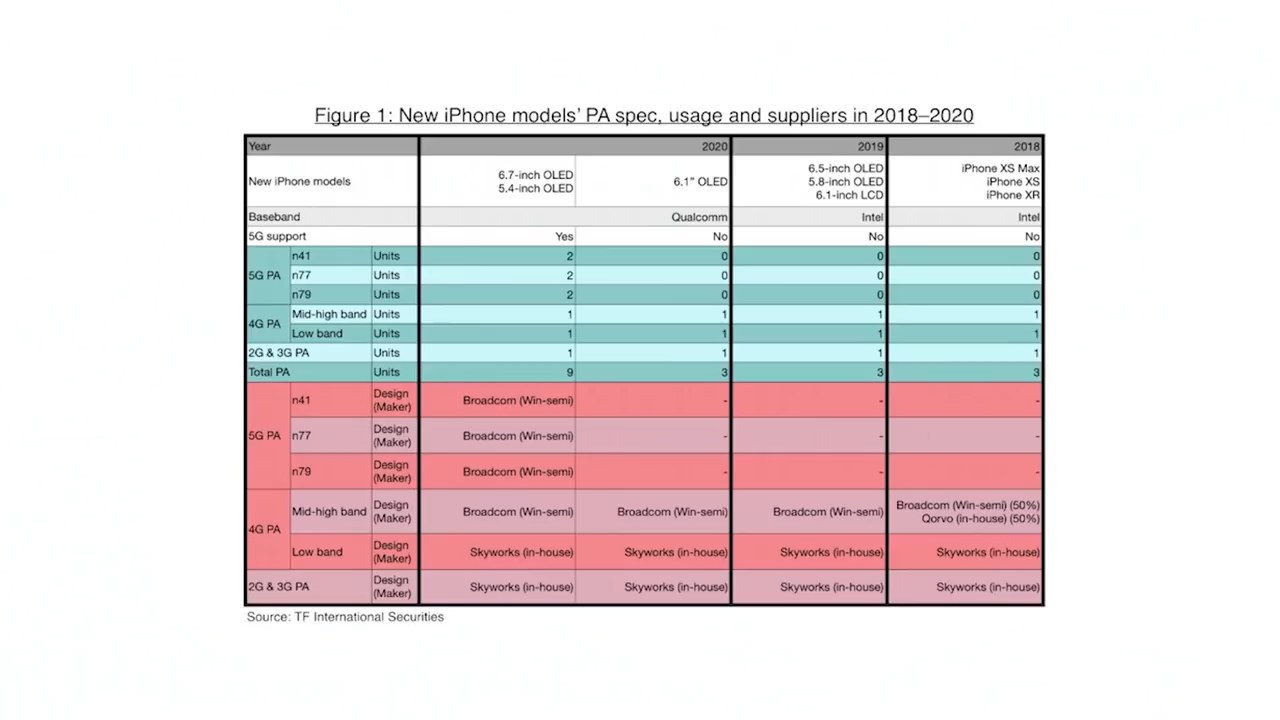 Figure 1: New iPhone models' PA spec, usage and suppliers in 2018–2020
Year 2020 2019 2018
New iPhone models
6.7-inch OLED
5.4-inch OLED
6.1" OLED
6.5-inch OLED
5.8-inch OLED
6.1-inch LCD
iPhone XS Max
iPhone XS
iPhone XR
Baseband Qualcomm Intel Intel
5G support Yes No No No
5G PA
n41 Units 2 0 0 0
n77 Units 2 0 0 0
n79 Units 2 0 0 0
4G PA
Mid-high band Units 1 1 1 1
Low band Units 1 1 1 1
2G & 3G PA Units 1 1 1 1
Total PA Units 9 3 3 3
5G PA
n41 Design
(Maker)
Broadcom (Win-semi) - - -
n77 Design
(Maker)
Broadcom (Win-semi) - - -
n79 Design
(Maker)
Broadcom (Win-semi) - - -
4G PA
Mid-high band Design
(Maker)
Broadcom (Win-semi) Broadcom (Win-semi) Broadcom (Win-semi)
Broadcom (Win-semi) (50%)
Qorvo (in-house) (50%)
Low band Design
(Maker)
Skyworks (in-house) Skyworks (in-house) Skyworks (in-house) Skyworks (in-house)
2G & 3G PA Design
(Maker)
Skyworks (in-house) Skyworks (in-house) Skyworks (in-house) Skyworks (in-house)
Source: TF International Securities